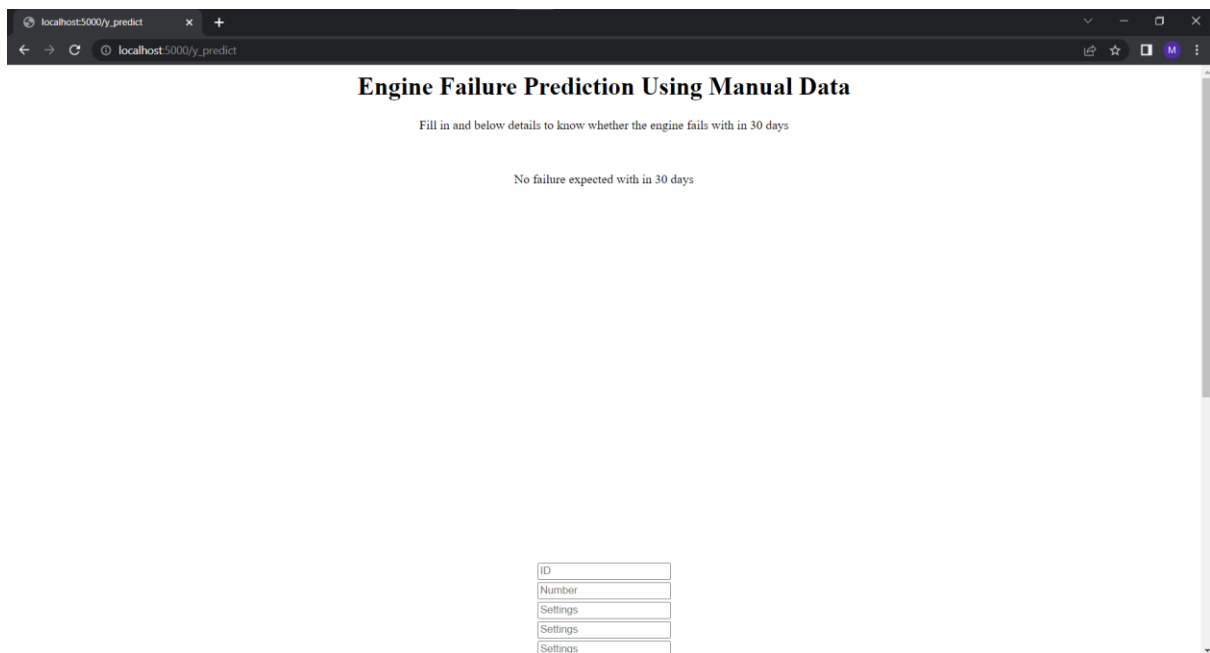 localhost:5000/y_predict
localhost:5000/y_predict
M
Engine Failure Prediction Using Manual Data
Fill in and below details to know whether the engine fails with in 30 days
No failure expected with in 30 days
ID
Number
Settings
Settings
Settings